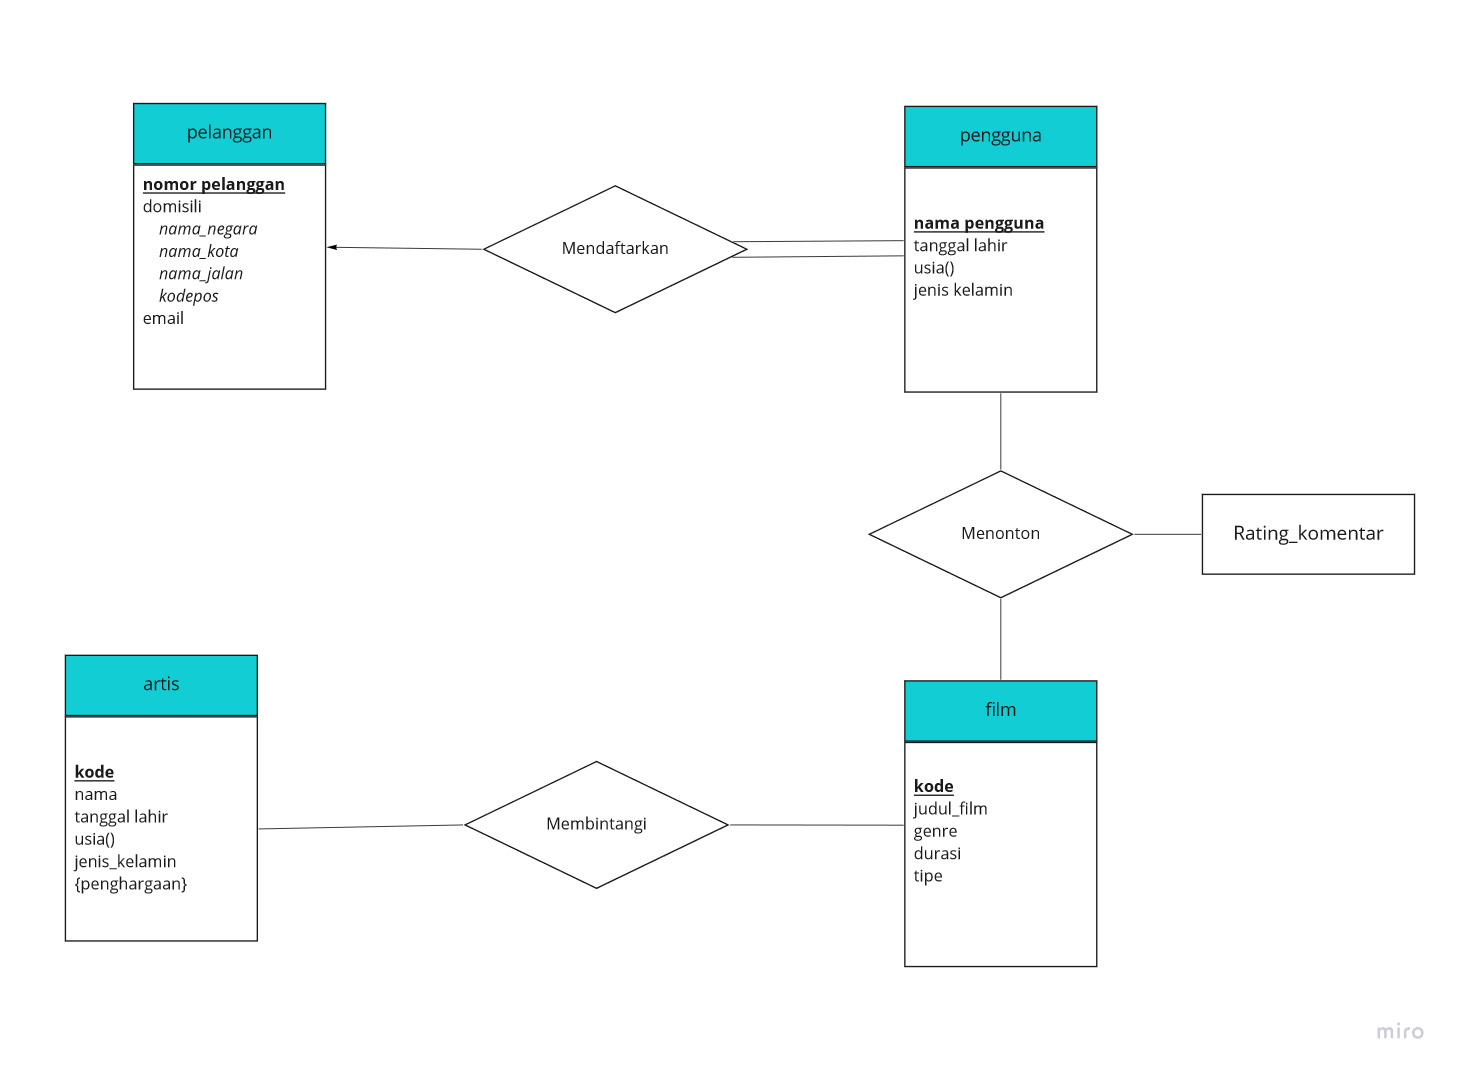 pelanggan
nomor pelanggan
domisili
nama_negara
nama_kota
nama_jalan
kodepos
email
Mendaftarkan
pengguna
nama pengguna
tanggal lahir
usia()
jenis kelamin
Menonton
Rating_komentar
artis
kode
nama
tanggal lahir
usia()
jenis_kelamin
{penghargaan}
Membintangi
film
kode
judul_film
genre
durasi
tipe
miro